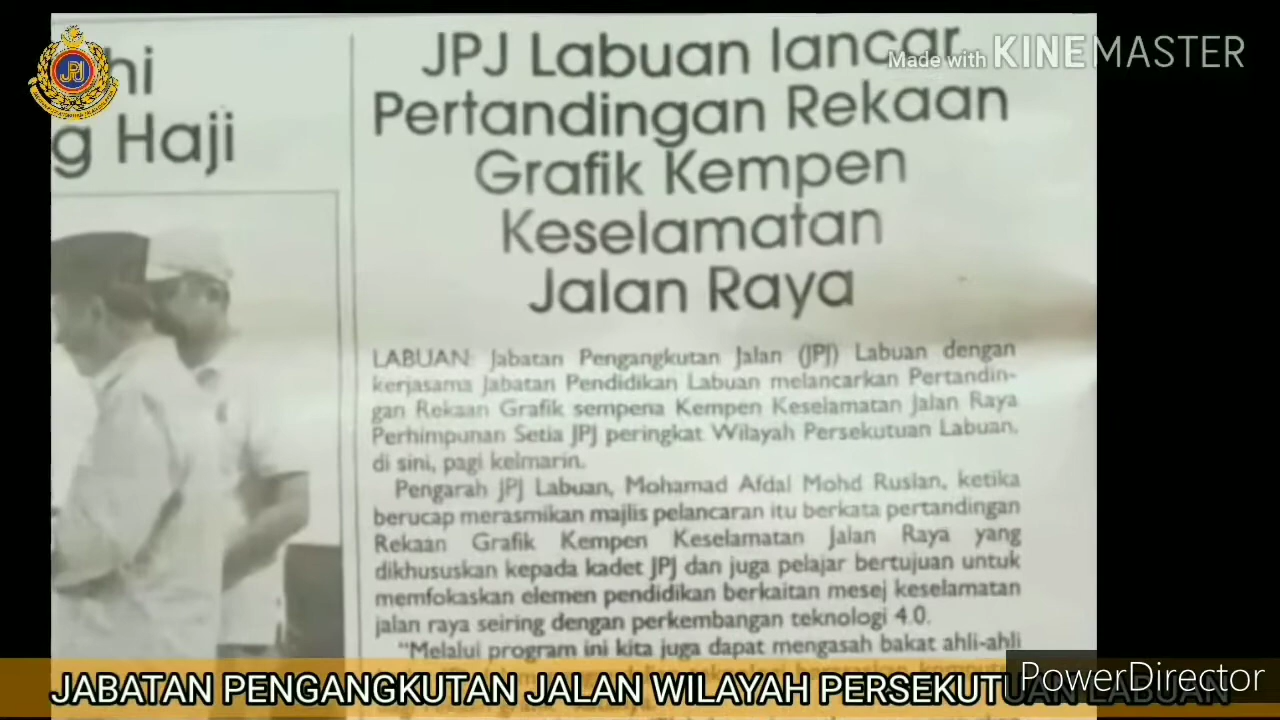 JPJ
hi
g Haji
JPJ Labuan lancar
Made with KINEMASTER
Pertandingan Rekaan
Grafik Kempen
Keselamatan
Jalan Raya
LABUAN: Jabatan Pengangkutan Jalan (JPJ) Labuan dengan
kerjasama Jabatan Pendidikan Labuan melancarkan Pertandin-
gan Rekaan Grafik sempena Kempen Keselamatan Jalan Raya
Perhimpunan Setia JPJ peringkat Wilayah Persekutuan Labuan,
di sini, pagi kelmarin.
Pengarah JPJ Labuan, Mohamad Afdal Mohd Ruslan, ketika
berucap merasmikan majlis pelancaran itu berkata pertandingan
Rekaan Grafik Kempen Keselamatan Jalan Raya yang
dikhususkan kepada kadet JPJ dan juga pelajar bertujuan untuk
memfokaskan elemen pendidikan berkaitan mesej keselamatan
jalan raya seiring dengan perkembangan teknologi 4.0.
"Melalui program ini kita juga dapat mengasah bakat ahli-ahli
JABATAN PENGANGKUTAN JALAN WILAYAH PERSEKUTUAN LABUAN
PowerDirector